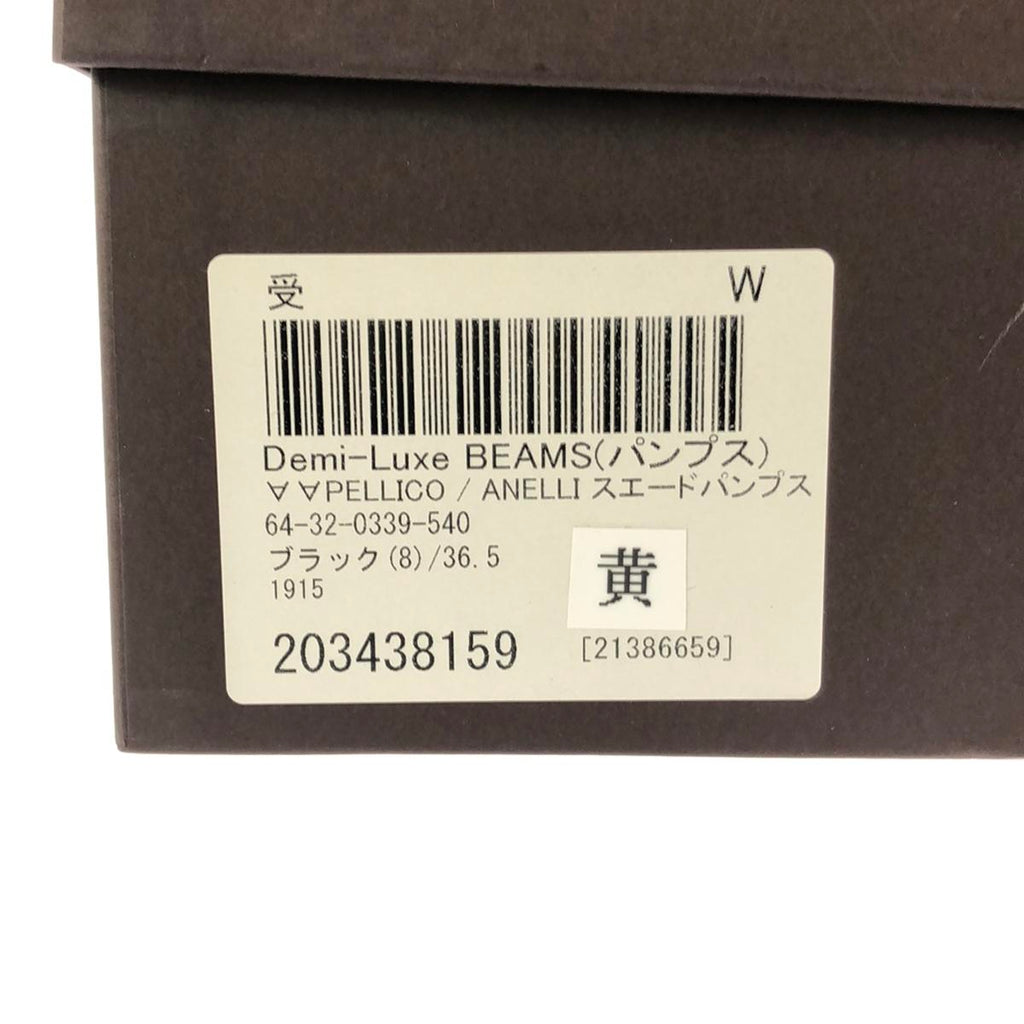 受 W
Demi-Luxe BEAMS(パンプス)
∀∀PELLICO / ANELLI スエードパンプス
64-32-0339-540
ブラック(8)/36.5
黄
1915
203438159 [21386659]